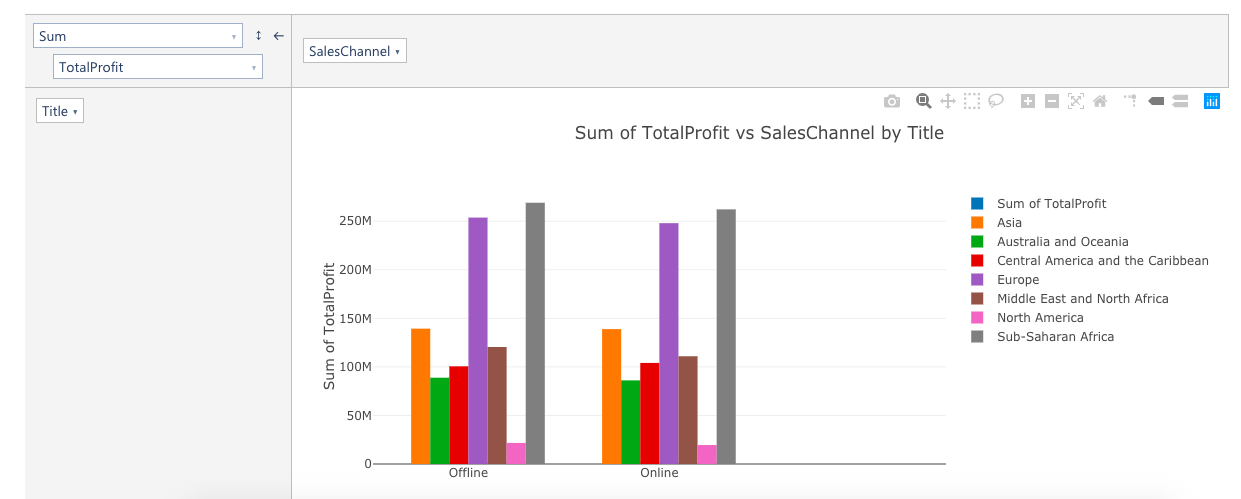 Sum
TotalProfit
SalesChannel
Title
Sum of TotalProfit vs SalesChannel by Title
Sum of TotalProfit
250M
200M
150M
100M
50M
0
Offline
Online
Sum of TotalProfit
Asia
Australia and Oceania
Central America and the Caribbean
Europe
Middle East and North Africa
North America
Sub-Saharan Africa